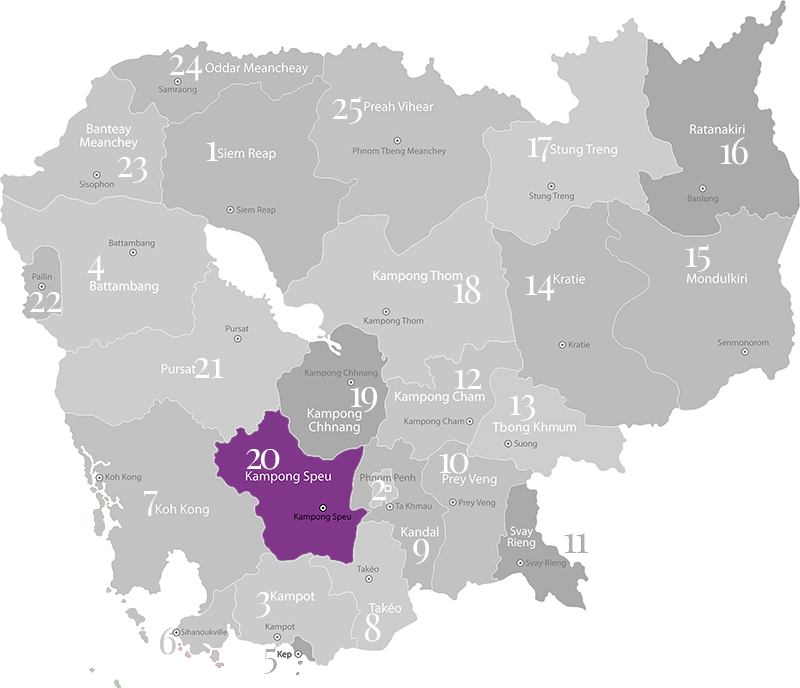 24 Oddar Meancheay
Samraong
25 Preah Vihear
Phnom Tbeng Meanchey
Banteay
Meanchey
23
Sisophon
1 Siem Reap
Siem Reap
17 Stung Treng
Stung Treng
Ratanakiri
16
Banlung
Battambang
4
Battambang
Pailin
22
Kampong Thom
18
Kampong Thom
14 Kratie
Kratie
15
Mondulkiri
Senmonorom
Pursat
Pursat 21
Kampong Chhnang
19
Kampong
Chhnang
12
Kampong Cham
Kampong Cham
13
Tbong Khmum
Suong
20
Kampong Speu
Kampong Speu
Phnom Penh
2
Ta Khmau
10
Prey Veng
Prey Veng
Koh Kong
7 Koh Kong
Kandal
9
Svay
Rieng
11
Svay Rieng
Takéo
Takéo
8
3 Kampot
Kampot
6 Sihanoukville
5 Kep